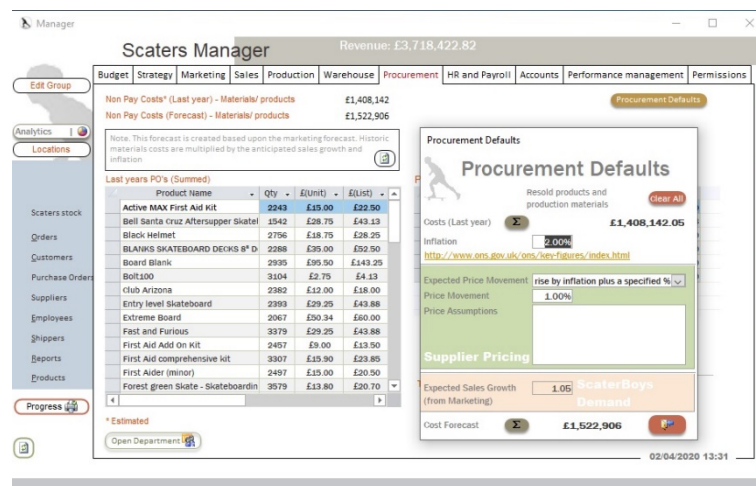 Manager
Scaters Manager
Revenue: £3,718,422.82
Edit Group
Budget Strategy Marketing Sales Production Warehouse Procurement HR and Payroll Accounts Performance management Permissions
Non Pay Costs* (Last year) - Materials/ products £1,408,142
Procurement Defaults
Non Pay Costs (Forecast) - Materials/ products £1,522,906
Analytics
Locations
Note. This forecast is created based upon the marketing forecast. Historic
materials costs are multiplied by the anticipated sales growth and
inflation
Last years PO's (Summed)
Product Name Qty £(Unit) £(List)
Active MAX First Aid Kit 2243 £15.00 £22.50
Bell Santa Cruz Aftersupper Skatel 1542 £28.75 £43.13
Black Helmet 2756 £18.75 £28.25
BLANKS SKATEBOARD DECKS 8" D 2288 £35.00 £52.50
Board Blank 2935 £95.50 £143.25
Bolt100 3104 £2.75 £4.13
Club Arizona 2382 £12.00 £18.00
Entry level Skateboard 2393 £29.25 £43.88
Extreme Board 2067 £50.34 £60.00
Fast and Furious 3379 £29.25 £43.88
First Aid Add On Kit 2457 £9.00 £13.50
First Aid comprehensive kit 3307 £15.90 £23.85
First Aider (minor) 2497 £15.00 £20.50
Forest green Skate - Skateboardin 3579 £13.80 £20.70
* Estimated
Open Department
Scaters stock
Orders
Customers
Purchase Orders
Suppliers
Employees
Shippers
Reports
Products
Progress
Procurement Defaults
Procurement Defaults
Resold products and
production materials
Clear All
Costs (Last year) Σ £1,408,142.05
Inflation 2.00%
http://www.ons.gov.uk/ons/key-figures/index.html
Expected Price Movement rise by inflation plus a specified %
Price Movement 1.00%
Price Assumptions
Supplier Pricing
Expected Sales Growth 1.05 ScaterBoys
(from Marketing) Demand
Cost Forecast Σ £1,522,906
02/04/2020 13:31